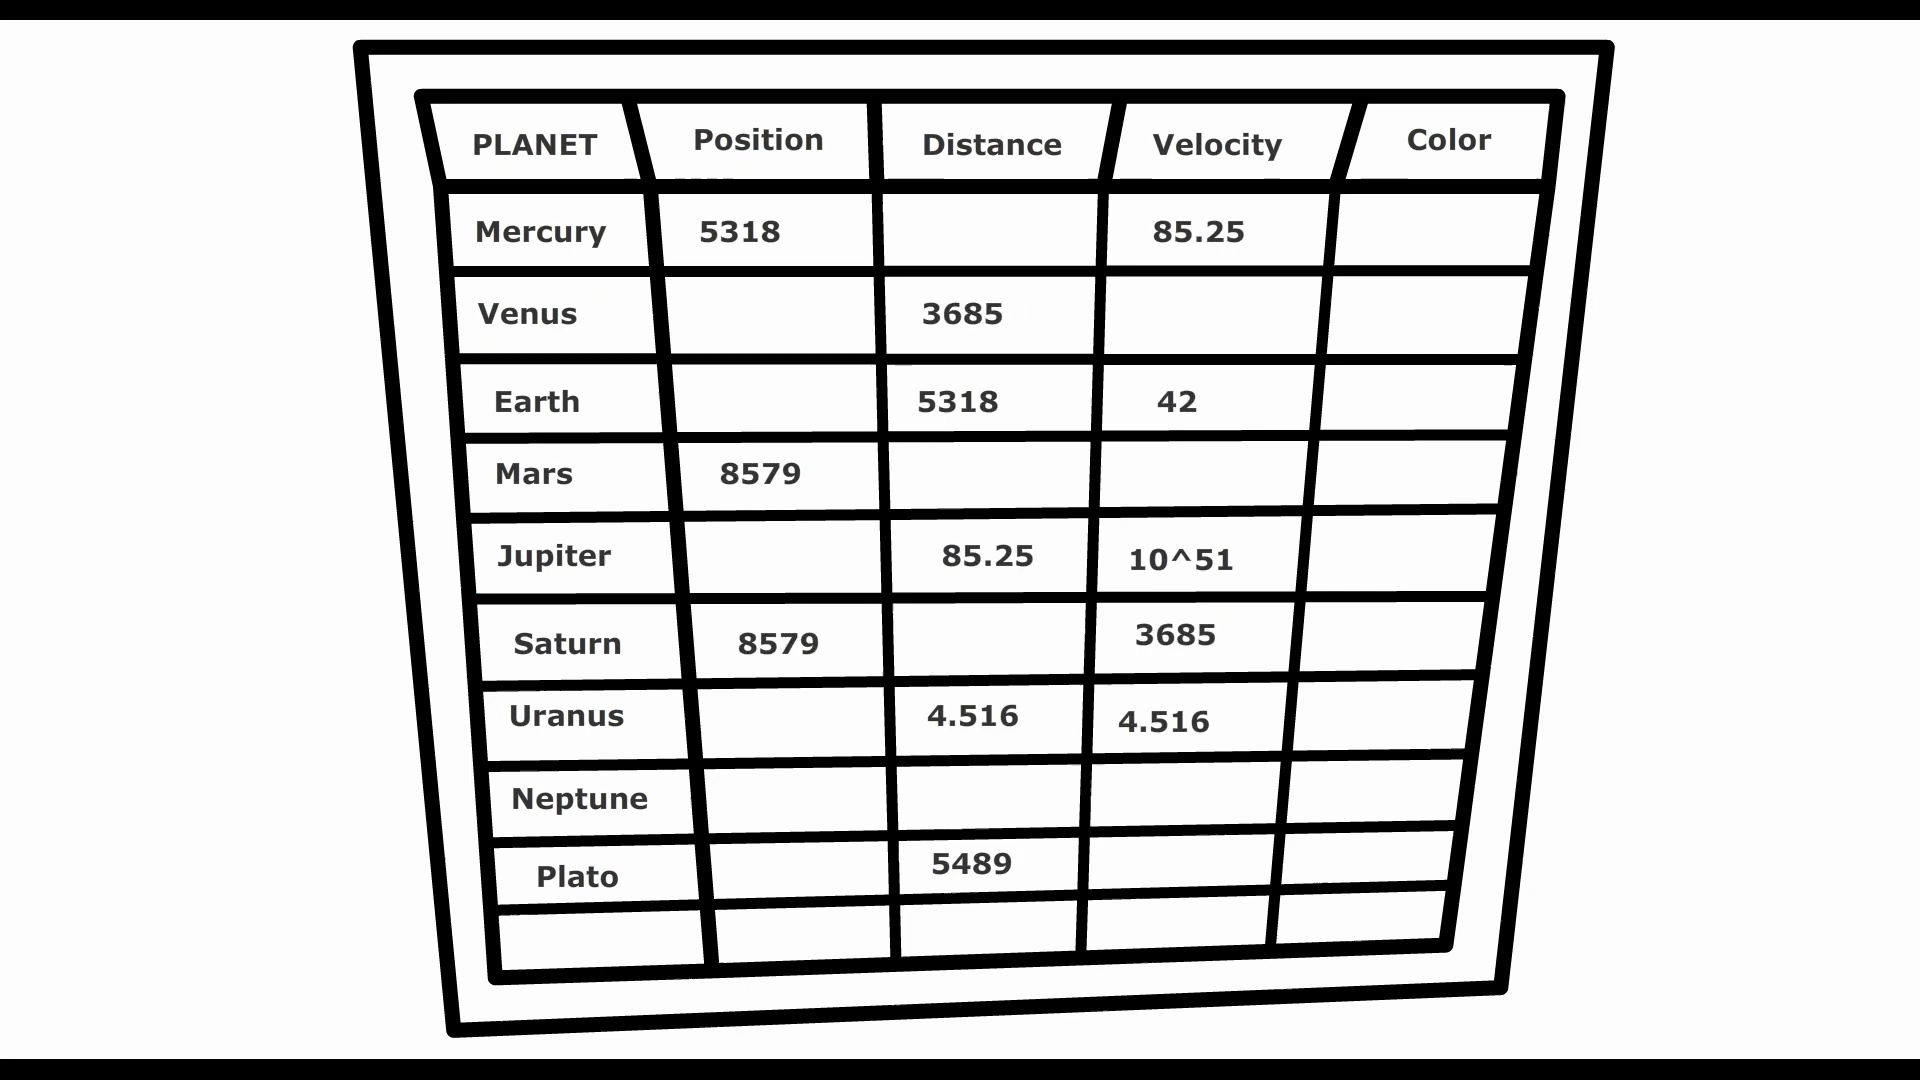 PLANET Position Distance Velocity Color
Mercury 5318 85.25
Venus 3685
Earth 5318 42
Mars 8579
Jupiter 85.25 10^51
Saturn 8579 3685
Uranus 4.516 4.516
Neptune
Plato 5489